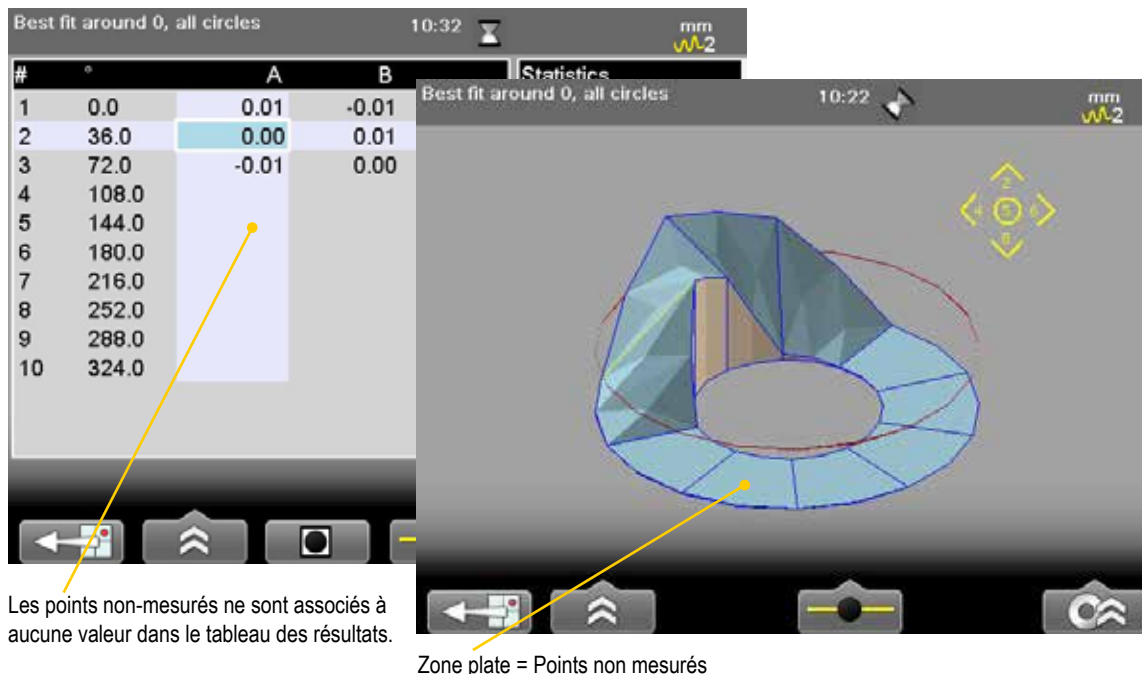 Best fit around 0, all circles 10:32 mm
2
# ° A B
1 0.0 0.01 -0.01
2 36.0 0.00 0.01
3 72.0 -0.01 0.00
4 108.0
5 144.0
6 180.0
7 216.0
8 252.0
9 288.0
10 324.0
Statistics
Best fit around 0, all circles 10:22 mm
2
2
4 5 6
8
Les points non-mesurés ne sont associés à
aucune valeur dans le tableau des résultats.
Zone plate = Points non mesurés